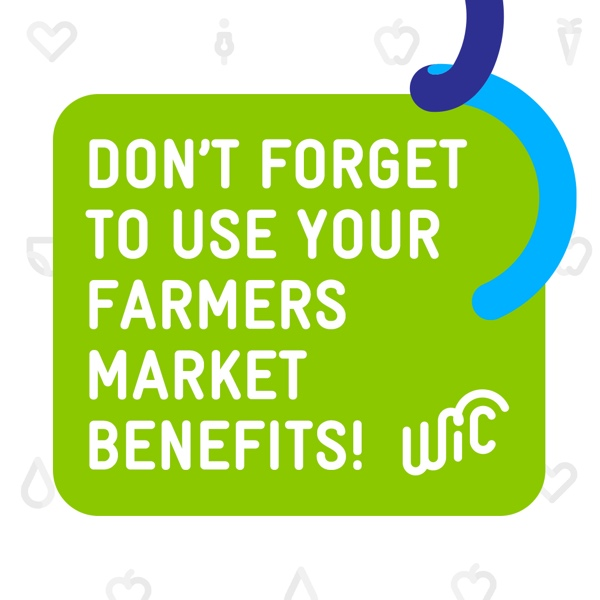 DON'T FORGET
TO USE YOUR
FARMERS
MARKET
BENEFITS!
WiC